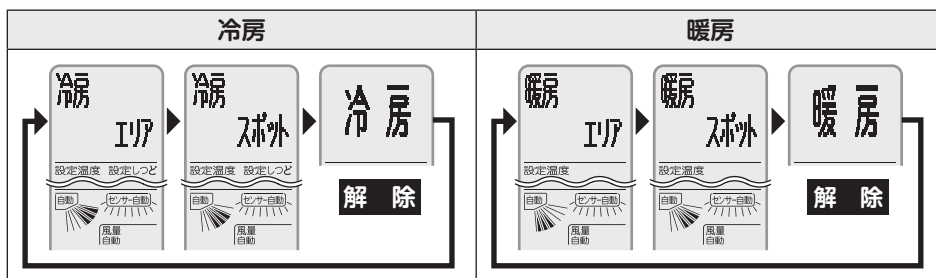 冷房 暖房
冷房 冷房 冷房 暖房 暖房 暖房
エリア スポット エリア スポット
設定温度 設定しつど 設定温度 設定しつど 設定温度 設定温度
解 除 解 除
自動 センサー自動 自動 センサー自動 自動 センサー自動 自動 センサー自動
風量 風量 風量 風量
自動 自動 自動 自動